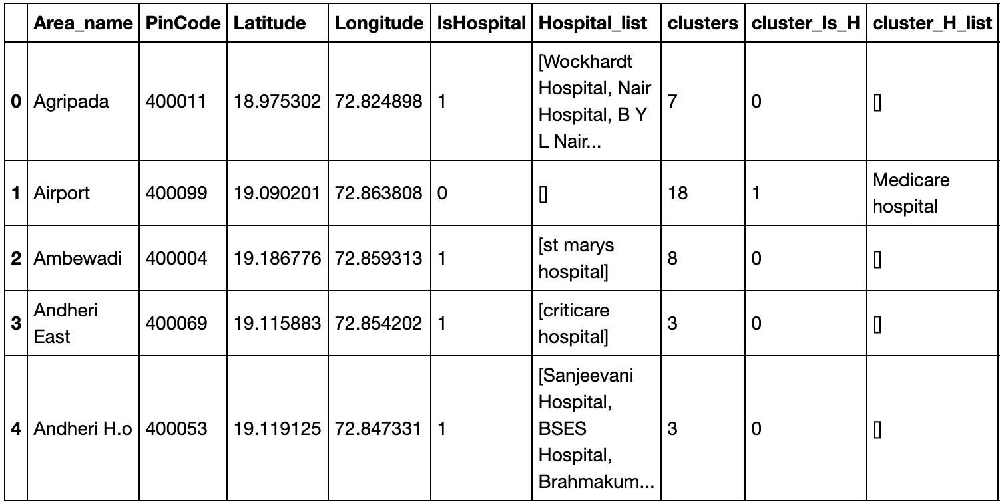 Area_name PinCode Latitude Longitude IsHospital Hospital_list clusters cluster_Is_H cluster_H_list
0 Agripada 400011 18.975302 72.824898 1 [Wockhardt
Hospital, Nair
Hospital, B Y
L Nair... 7 0 []
1 Airport 400099 19.090201 72.863808 0 [] 18 1 Medicare
hospital
2 Ambewadi 400004 19.186776 72.859313 1 [st marys
hospital] 8 0 []
3 Andheri
East 400069 19.115883 72.854202 1 [criticare
hospital] 3 0 []
4 Andheri H.o 400053 19.119125 72.847331 1 [Sanjeevani
Hospital,
BSES
Hospital,
Brahmakum... 3 0 []